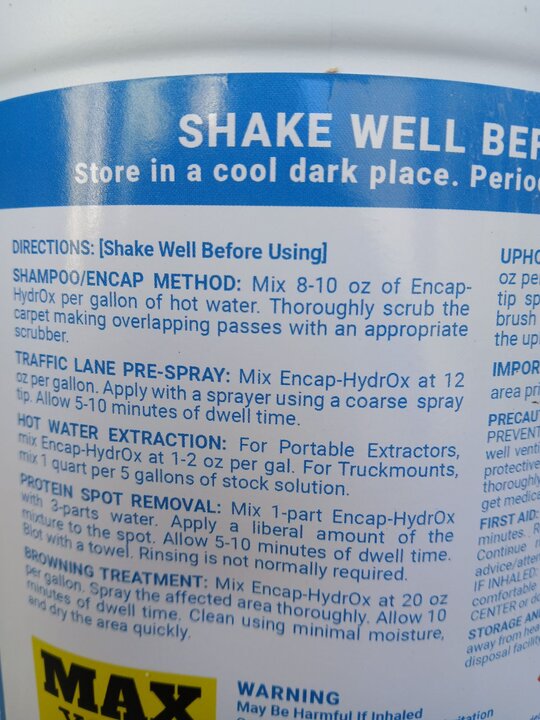 SHAKE WELL
Store in a cool dark place.
DIRECTIONS: [Shake Well Before Using]
SHAMPOO/ENCAP METHOD: Mix 8-10 oz of Encap-
HydrOx per gallon of hot water. Thoroughly scrub the
carpet making overlapping passes with an appropriate
scrubber.
TRAFFIC LANE PRE-SPRAY: Mix Encap-HydrOx at 12
oz per gallon. Apply with a sprayer using a coarse spray
tip. Allow 5-10 minutes of dwell time.
HOT WATER EXTRACTION: For Portable Extractors,
mix Encap-HydrOx at 1-2 oz per gal. For Truckmounts,
mix 1 quart per 5 gallons of stock solution.
PROTEIN SPOT REMOVAL: Mix 1-part Encap-HydrOx
with 3-parts water. Apply a liberal amount of the
mixture to the spot. Allow 5-10 minutes of dwell time.
Blot with a towel. Rinsing is not normally required.
BROWNING TREATMENT: Mix Encap-HydrOx at 20 oz
per gallon. Spray the affected area thoroughly. Allow 10
minutes of dwell time. Clean using minimal moisture,
and dry the area quickly.
MAX
WARNING
May Be Harmful If Inhaled
UPHO
oz per
tip sp
brush
the up
IMPOR
area pri
PRECAU
PREVENT
well venti
protective
thoroughly
get medica
FIRST AID:
minutes. R
Continue
advice/atten
IF INHALED:
comfortable
CENTER or do
STORAGE AN
away from hea
disposal facility